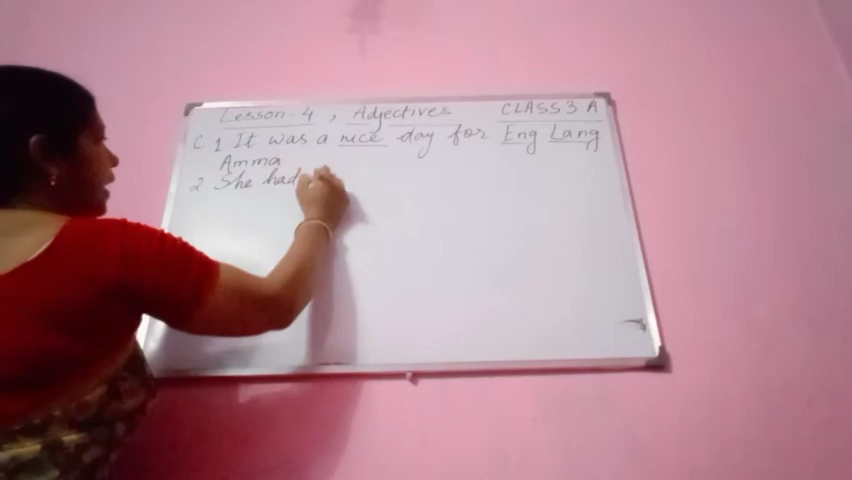 Lesson-4, Adjectives CLASS 3 A
C 1 It was a nice day for Eng Lang
Amma
2 She had